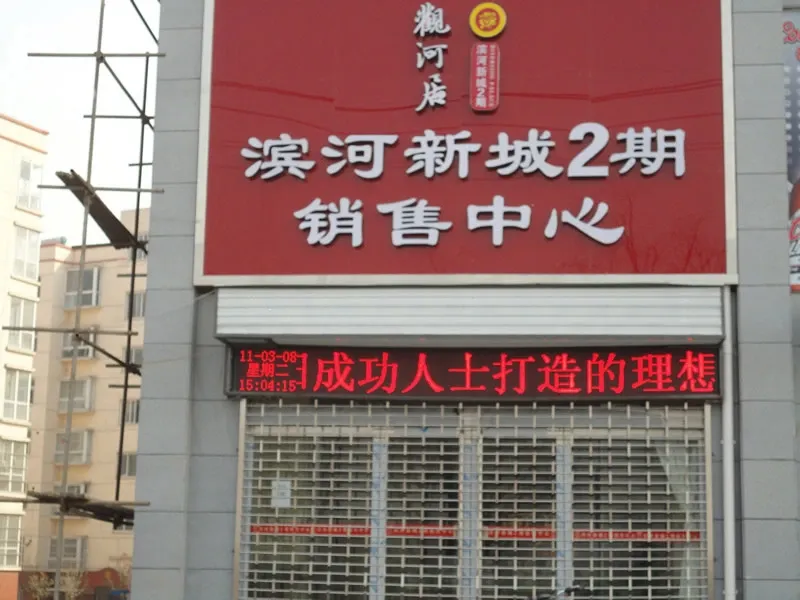 觀河居
滨河新城2期
滨河新城2期
销售中心
11-03-08
星期二
15:04:15
成功人士打造的理想